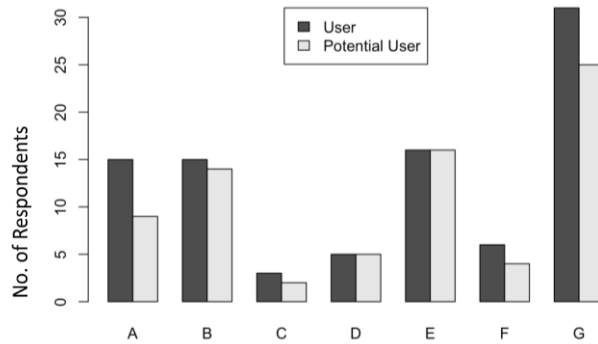 User
Potential User
No. of Respondents
30
25
20
15
10
5
0
A B C D E F G